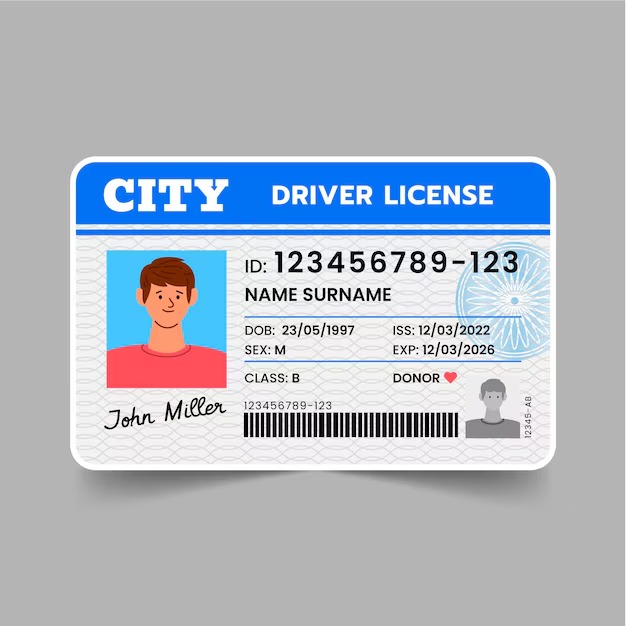 CITY DRIVER LICENSE
ID: 123456789-123
NAME SURNAME
DOB: 23/05/1997 ISS: 12/03/2022
SEX: M EXP: 12/03/2026
CLASS: B DONOR
John Miller
123456789-123
12345-AB